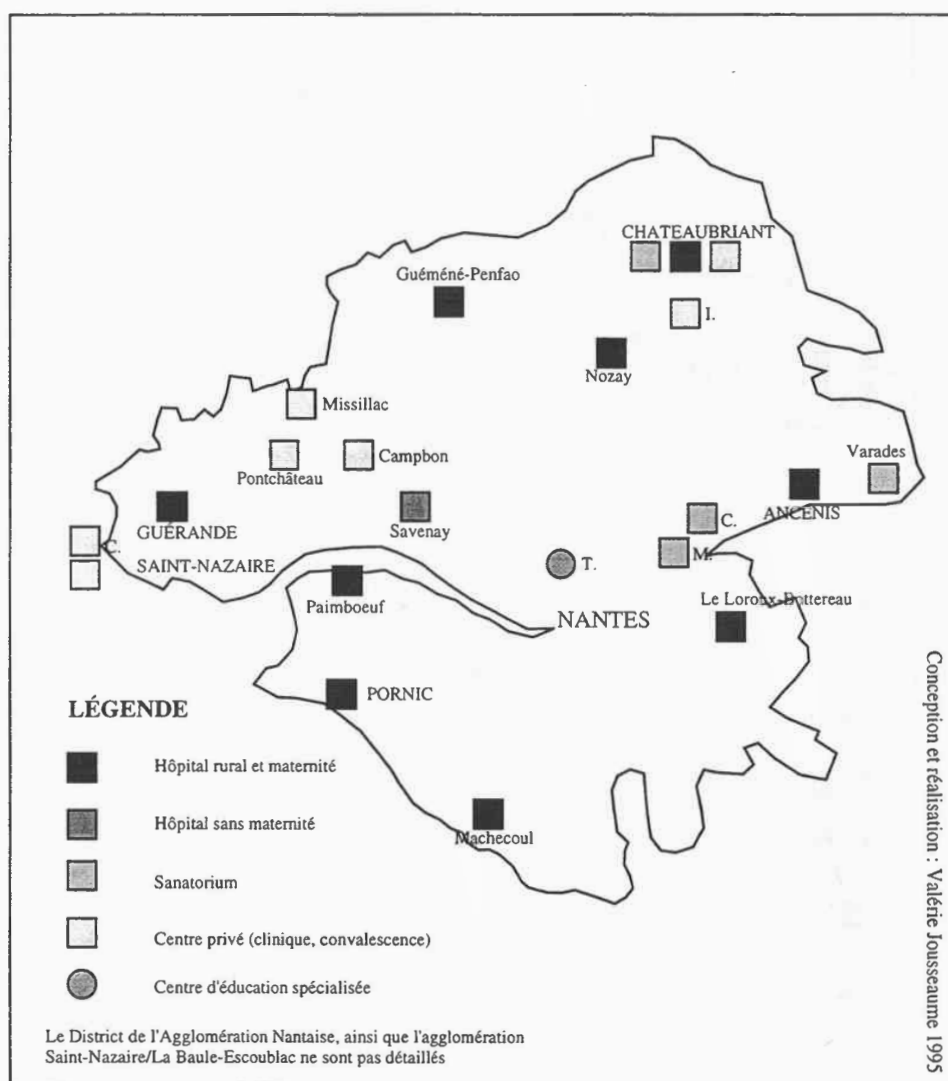 CHATEAUBRIANT
Guéméné-Penfao
I.
Nozay
Missillac
Varades
Pontchâteau
Campbon
ANCENIS
GUÉRANDE
Savenay
C.
C.
M.
SAINT-NAZAIRE
T.
Paimboeuf
Le Loroux-Bottereau
NANTES
PORNIC
Machecoul
LÉGENDE
Hôpital rural et maternité
Hôpital sans maternité
Sanatorium
Centre privé (clinique, convalescence)
Centre d'éducation spécialisée
Le District de l'Agglomération Nantaise, ainsi que l'agglomération
Saint-Nazaire/La Baule-Escoublac ne sont pas détaillés
Conception et réalisation : Valérie Jousseaume 1995